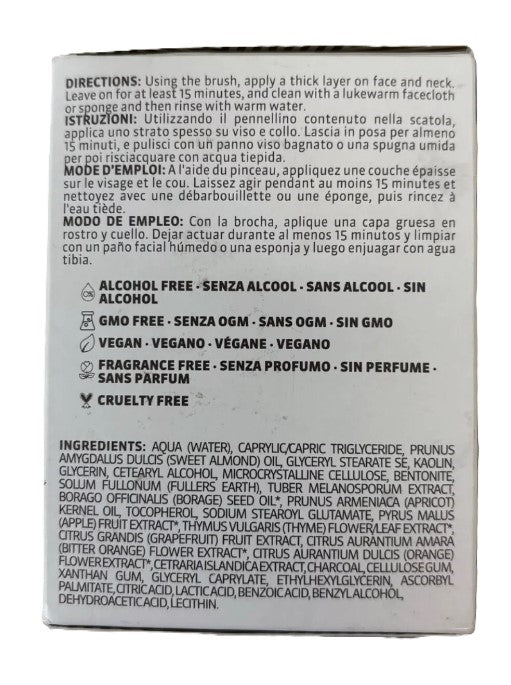 DIRECTIONS: Using the brush, apply a thick layer on face and neck.
Leave on for at least 15 minutes, and clean with a lukewarm facecloth
or sponge and then rinse with warm water.
ISTRUZIONI: Utilizzando il pennellino contenuto nella scatola,
applica uno strato spesso su viso e collo. Lascia in posa per almeno
15 minuti, e pulisci con un panno viso bagnato o una spugna umida
per poi risciacquare con acqua tiepida.
MODE D'EMPLOI: A l'aide du pinceau, appliquez une couche épaisse
sur le visage et le cou. Laissez agir pendant au moins 15 minutes et
nettoyez avec une débarbouillette ou une éponge, puis rincez à
l'eau tiède.
MODO DE EMPLEO: Con la brocha, aplique una capa gruesa en
rostro y cuello. Dejar actuar durante al menos 15 minutos y limpiar
con un paño facial húmedo o una esponja y luego enjuagar con agua
tibia.
0%
ALCOHOL FREE · SENZA ALCOOL · SANS ALCOOL · SIN
ALCOHOL
GMO FREE · SENZA OGM · SANS OGM · SIN GMO
VEGAN · VEGANO · VÉGANE · VEGANO
FRAGRANCE FREE · SENZA PROFUMO · SIN PERFUME ·
SANS PARFUM
CRUELTY FREE
INGREDIENTS: AQUA (WATER), CAPRYLIC/CAPRIC TRIGLYCERIDE, PRUNUS
AMYGDALUS DULCIS (SWEET ALMOND) OIL, GLYCERYL STEARATE SE, KAOLIN,
GLYCERIN, CETEARYL ALCOHOL, MICROCRYSTALLINE CELLULOSE, BENTONITE,
SOLUM FULLONUM (FULLERS EARTH), TUBER MELANOSPORUM EXTRACT,
BORAGO OFFICINALIS (BORAGE) SEED OIL*, PRUNUS ARMENIACA (APRICOT)
KERNEL OIL, TOCOPHEROL, SODIUM STEAROYL GLUTAMATE, PYRUS MALUS
(APPLE) FRUIT EXTRACT*, THYMUS VULGARIS (THYME) FLOWER/LEAF EXTRACT*,
CITRUS GRANDIS (GRAPEFRUIT) FRUIT EXTRACT, CITRUS AURANTIUM AMARA
(BITTER ORANGE) FLOWER EXTRACT*, CITRUS AURANTIUM DULCIS (ORANGE)
FLOWER EXTRACT*, CETRARIA ISLANDICA EXTRACT, CHARCOAL, CELLULOSE GUM,
XANTHAN GUM, GLYCERYL CAPRYLATE, ETHYLHEXYLGLYCERIN, ASCORBYL
PALMITATE, CITRIC ACID, LACTIC ACID, BENZOIC ACID, BENZYL ALCOHOL,
DEHYDROACETIC ACID, LECITHIN.